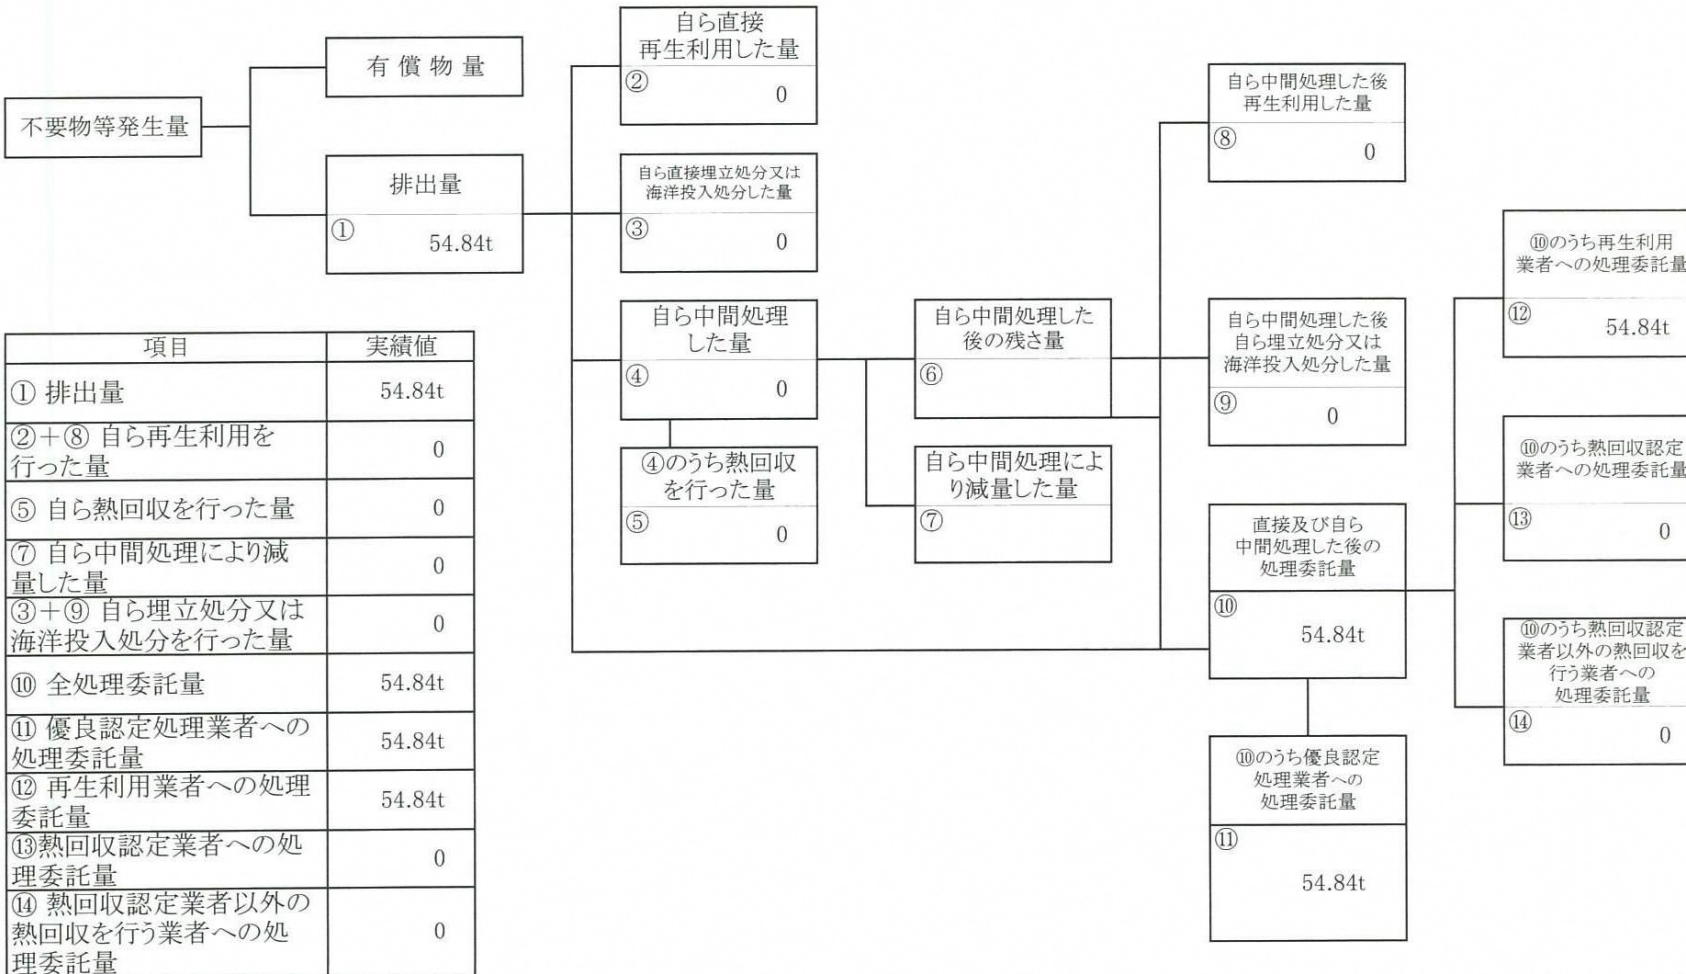 不要物等発生量
有償物量
排出量
①
54.84t
自ら直接
再生利用した量
②
0
自ら直接埋立処分又は
海洋投入処分した量
③
0
自ら中間処理
した量
④
0
④のうち熱回収
を行った量
⑤
0
自ら中間処理した
後の残さ量
⑥
自ら中間処理によ
り減量した量
⑦
自ら中間処理した後
再生利用した量
⑧
0
自ら中間処理した後
自ら埋立処分又は
海洋投入処分した量
⑨
0
直接及び自ら
中間処理した後の
処理委託量
⑩
54.84t
⑩のうち優良認定
処理業者への
処理委託量
⑪
54.84t
⑩のうち再生利用
業者への処理委託量
⑫
54.84t
⑩のうち熱回収認定
業者への処理委託量
⑬
0
⑩のうち熱回収認定
業者以外の熱回収を
行う業者への
処理委託量
⑭
0
項目 実績値
① 排出量 54.84t
②+⑧ 自ら再生利用を
行った量 0
⑤ 自ら熱回収を行った量 0
⑦ 自ら中間処理により減
量した量 0
③+⑨ 自ら埋立処分又は
海洋投入処分を行った量 0
⑩ 全処理委託量 54.84t
⑪ 優良認定処理業者への
処理委託量 54.84t
⑫ 再生利用業者への処理
委託量 54.84t
⑬熱回収認定業者への処
理委託量 0
⑭ 熱回収認定業者以外の
熱回収を行う業者への処
理委託量 0